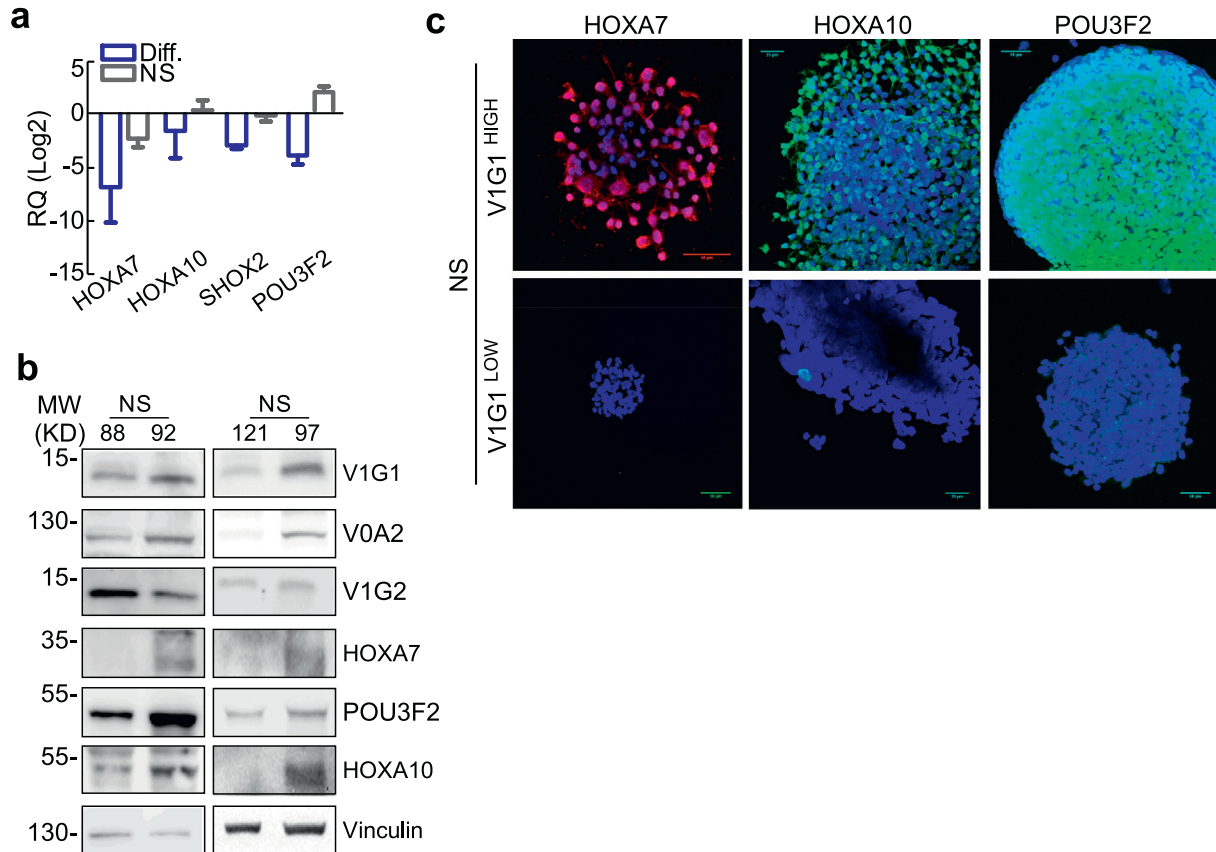 a
Diff.
NS
RQ (Log2)
5
0
-5
-10
-15
HOXA7
HOXA10
SHOX2
POU3F2
b
MW
(KD)
NS
NS
88 92
121 97
15-
V1G1
130-
V0A2
15-
V1G2
35-
HOXA7
55-
POU3F2
55-
HOXA10
130-
Vinculin
c
HOXA7
HOXA10
POU3F2
NS
V1G1 HIGH
V1G1 LOW